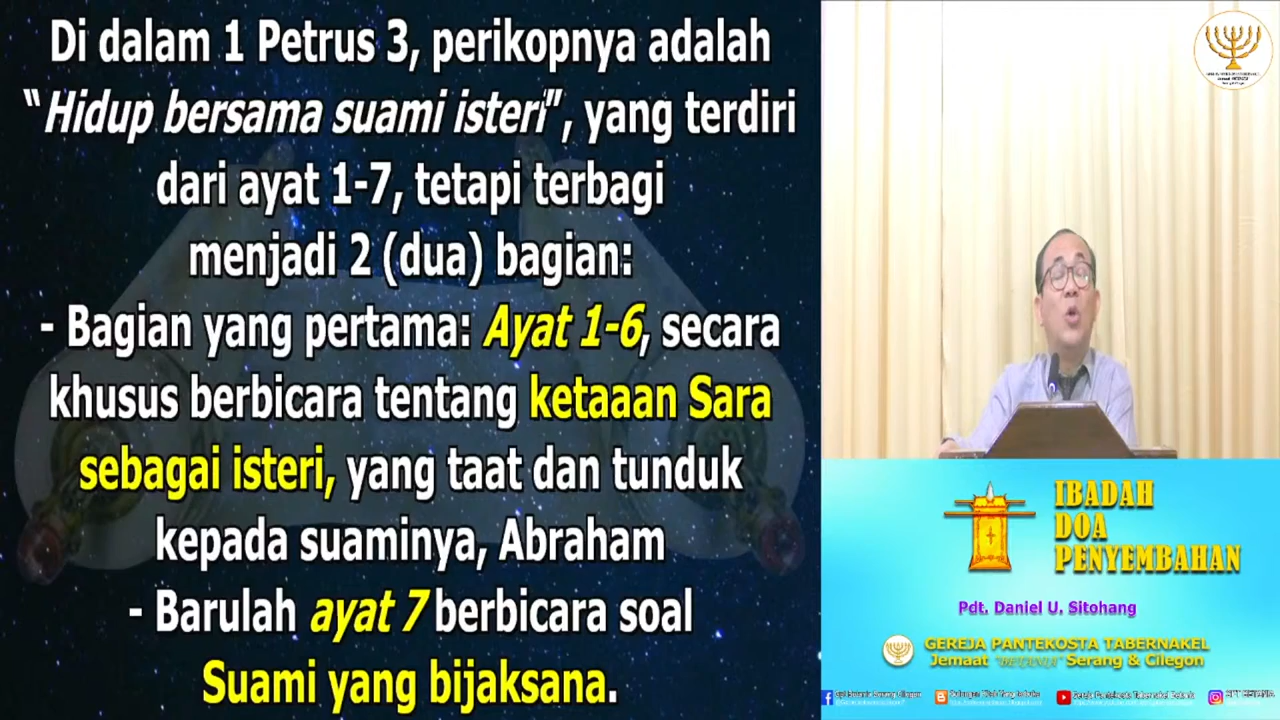 Di dalam 1 Petrus 3, perikopnya adalah
"Hidup bersama suami isteri", yang terdiri
dari ayat 1-7, tetapi terbagi
menjadi 2 (dua) bagian:
- Bagian yang pertama: Ayat 1-6, secara
khusus berbicara tentang ketaaan Sara
sebagai isteri, yang taat dan tunduk
kepada suaminya, Abraham
- Barulah ayat 7 berbicara soal
Suami yang bijaksana.
IBADAH
DOA
PENYEMBAHAN
Pdt. Daniel U. Sitohang
GEREJA PANTEKOSTA TABERNAKEL
Jemaat "BETANIA" Serang & Cilegon